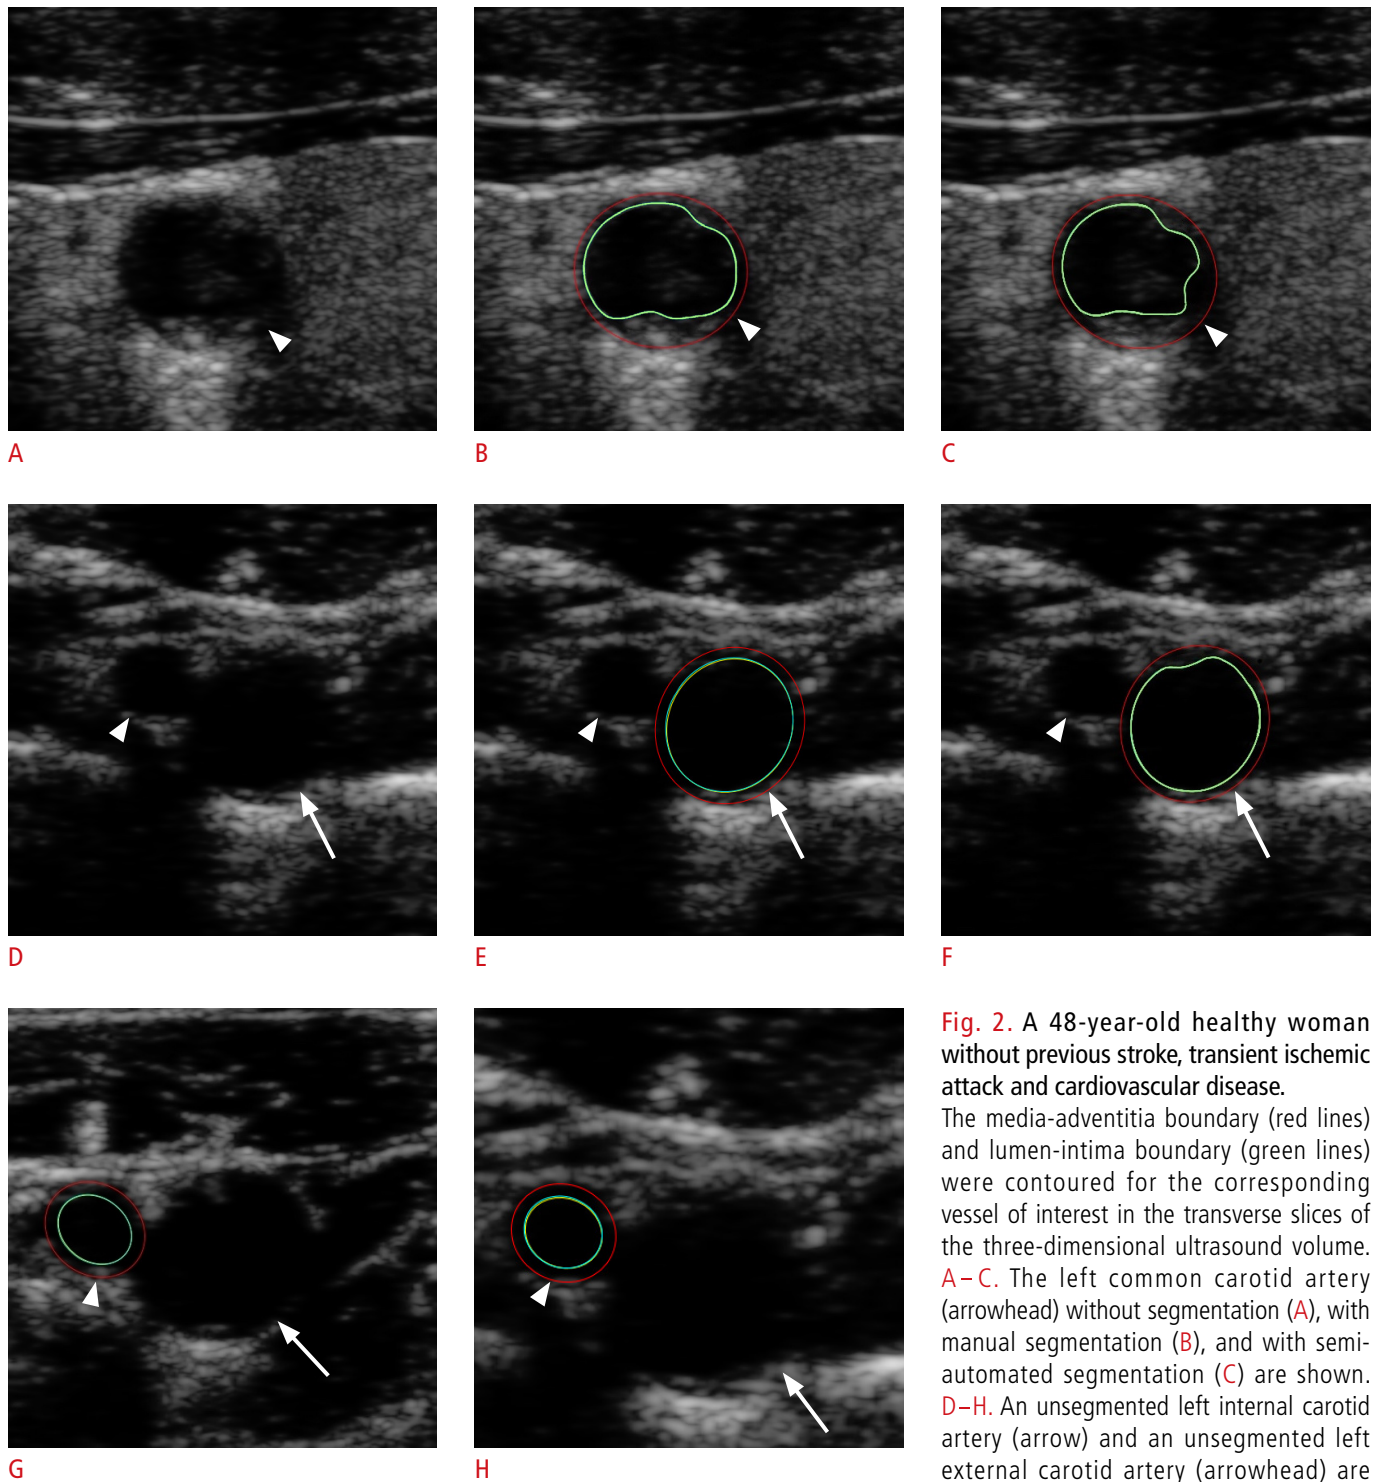 A
B
C
D
E
F
G
H
Fig. 2. A 48-year-old healthy woman
without previous stroke, transient ischemic
attack and cardiovascular disease.
The media-adventitia boundary (red lines)
and lumen-intima boundary (green lines)
were contoured for the corresponding
vessel of interest in the transverse slices of
the three-dimensional ultrasound volume.
A–C. The left common carotid artery
(arrowhead) without segmentation (A), with
manual segmentation (B), and with semi-
automated segmentation (C) are shown.
D–H. An unsegmented left internal carotid
artery (arrow) and an unsegmented left
external carotid artery (arrowhead) are